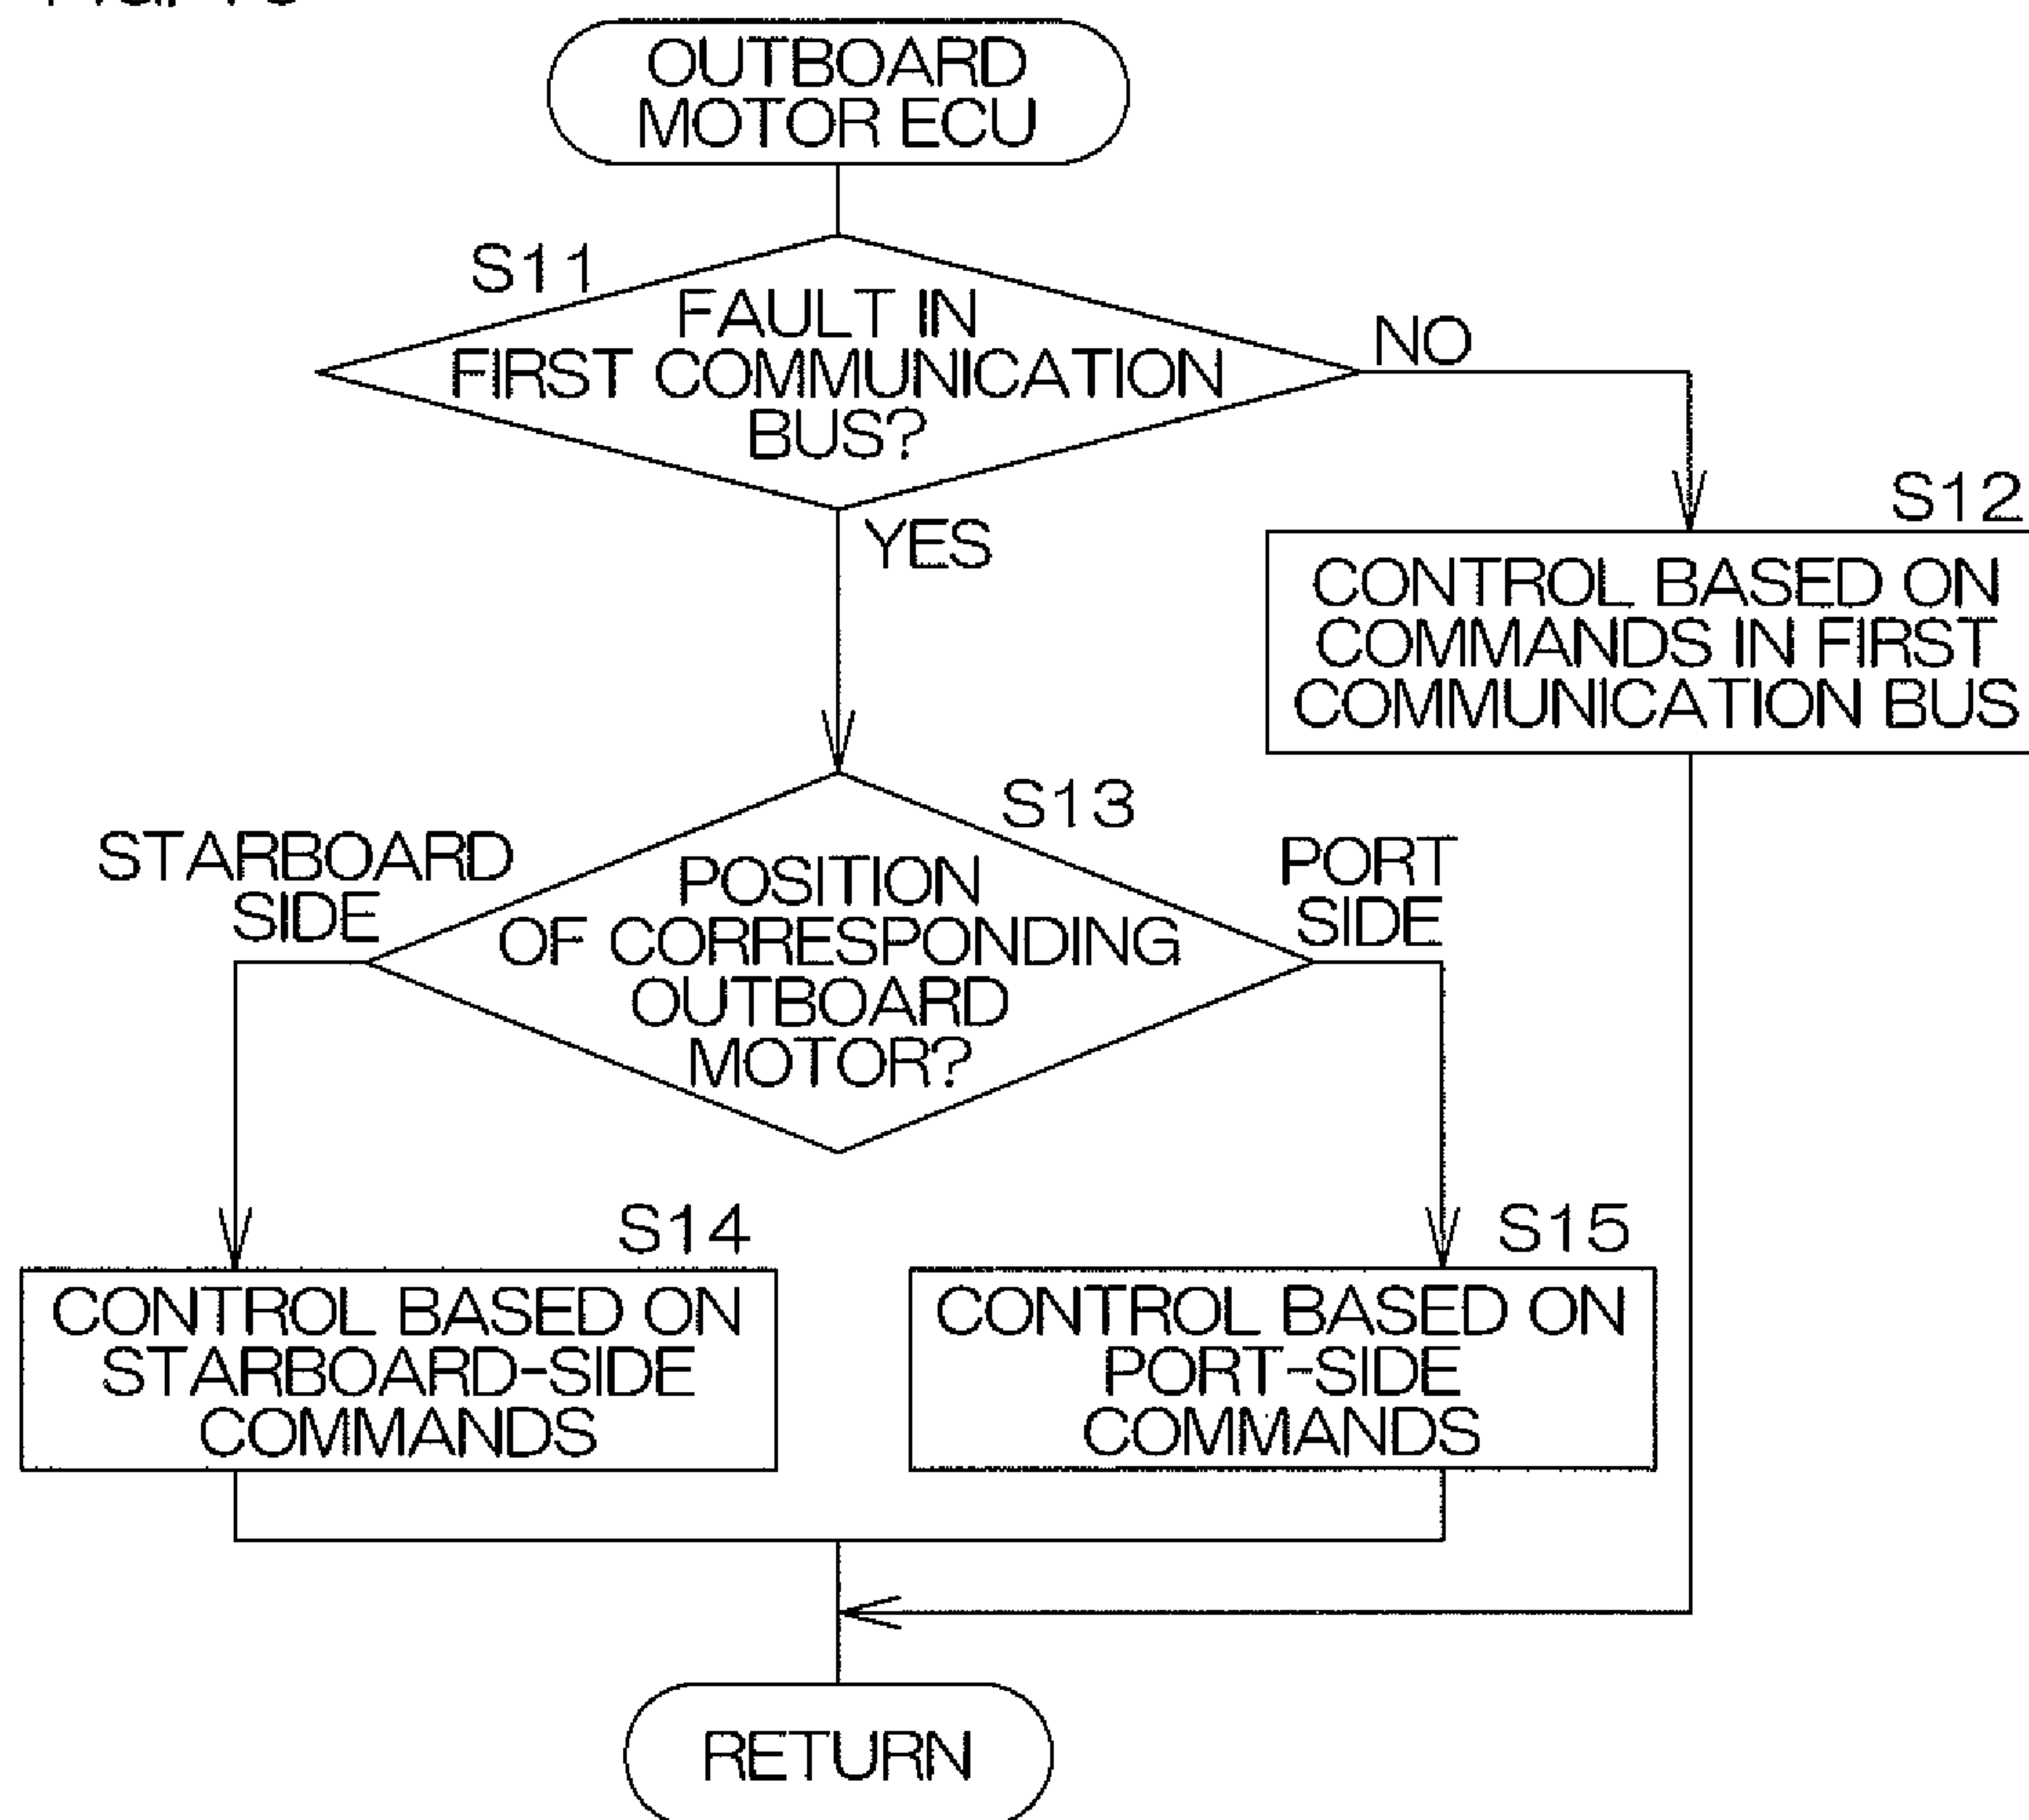 OUTBOARD
MOTOR ECU
S11
FAULT IN
FIRST COMMUNICATION
BUS?
NO
YES
S12
CONTROL BASED ON
COMMANDS IN FIRST
COMMUNICATION BUS
S13
STARBOARD
SIDE
POSITION
OF CORRESPONDING
OUTBOARD
MOTOR?
PORT
SIDE
S14
CONTROL BASED ON
STARBOARD-SIDE
COMMANDS
S15
CONTROL BASED ON
PORT-SIDE
COMMANDS
RETURN